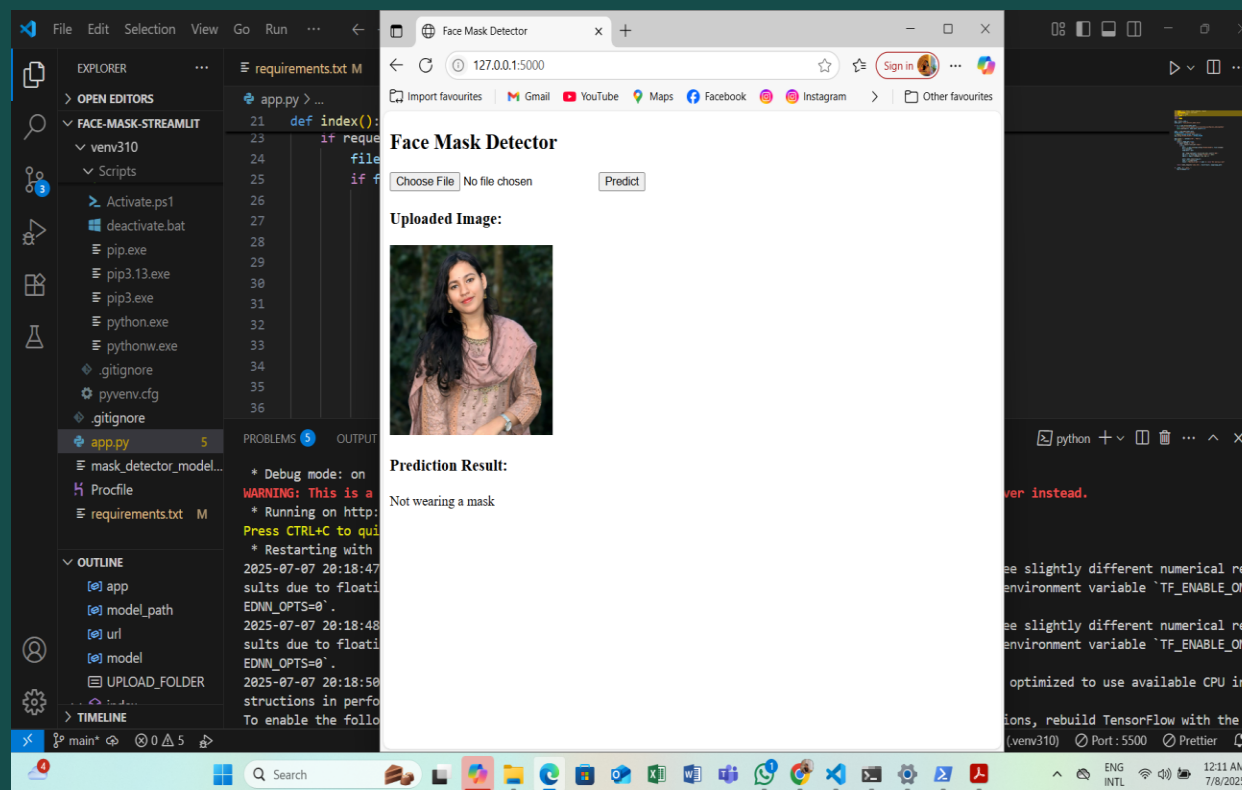 File Edit Selection View Go Run ...
EXPLORER
OPEN EDITORS
FACE-MASK-STREAMLIT
venv310
Scripts
Activate.ps1
deactivate.bat
pip.exe
pip3.13.exe
pip3.exe
python.exe
pythonw.exe
.gitignore
pyvenv.cfg
.gitignore
app.py 5
mask_detector_model...
Procfile
requirements.txt M
OUTLINE
app
model_path
url
model
UPLOAD_FOLDER
TIMELINE
requirements.txt M
app.py > ...
21 def index():
23 if reque
24 file
25 if f
26
27
28
29
30
31
32
33
34
35
36
PROBLEMS 5 OUTPUT
python
* Debug mode: on
WARNING: This is a
ver instead.
* Running on http:
Press CTRL+C to qui
* Restarting with
2025-07-07 20:18:47
ee slightly different numerical re
sults due to floati
environment variable `TF_ENABLE_ON
EDNN_OPTS=0`.
2025-07-07 20:18:48
ee slightly different numerical re
sults due to floati
environment variable `TF_ENABLE_ON
EDNN_OPTS=0`.
2025-07-07 20:18:50
optimized to use available CPU in
structions in perfo
To enable the follo
ions, rebuild TensorFlow with the
Face Mask Detector
127.0.0.1:5000
Sign in
Import favourites Gmail YouTube Maps Facebook Instagram Other favourites
Face Mask Detector
Choose File No file chosen Predict
Uploaded Image:
Prediction Result:
Not wearing a mask
main* 0 5
(.venv310) Port : 5500 Prettier
4
Search
1
ENG
INTL
12:11 AM
7/8/2025